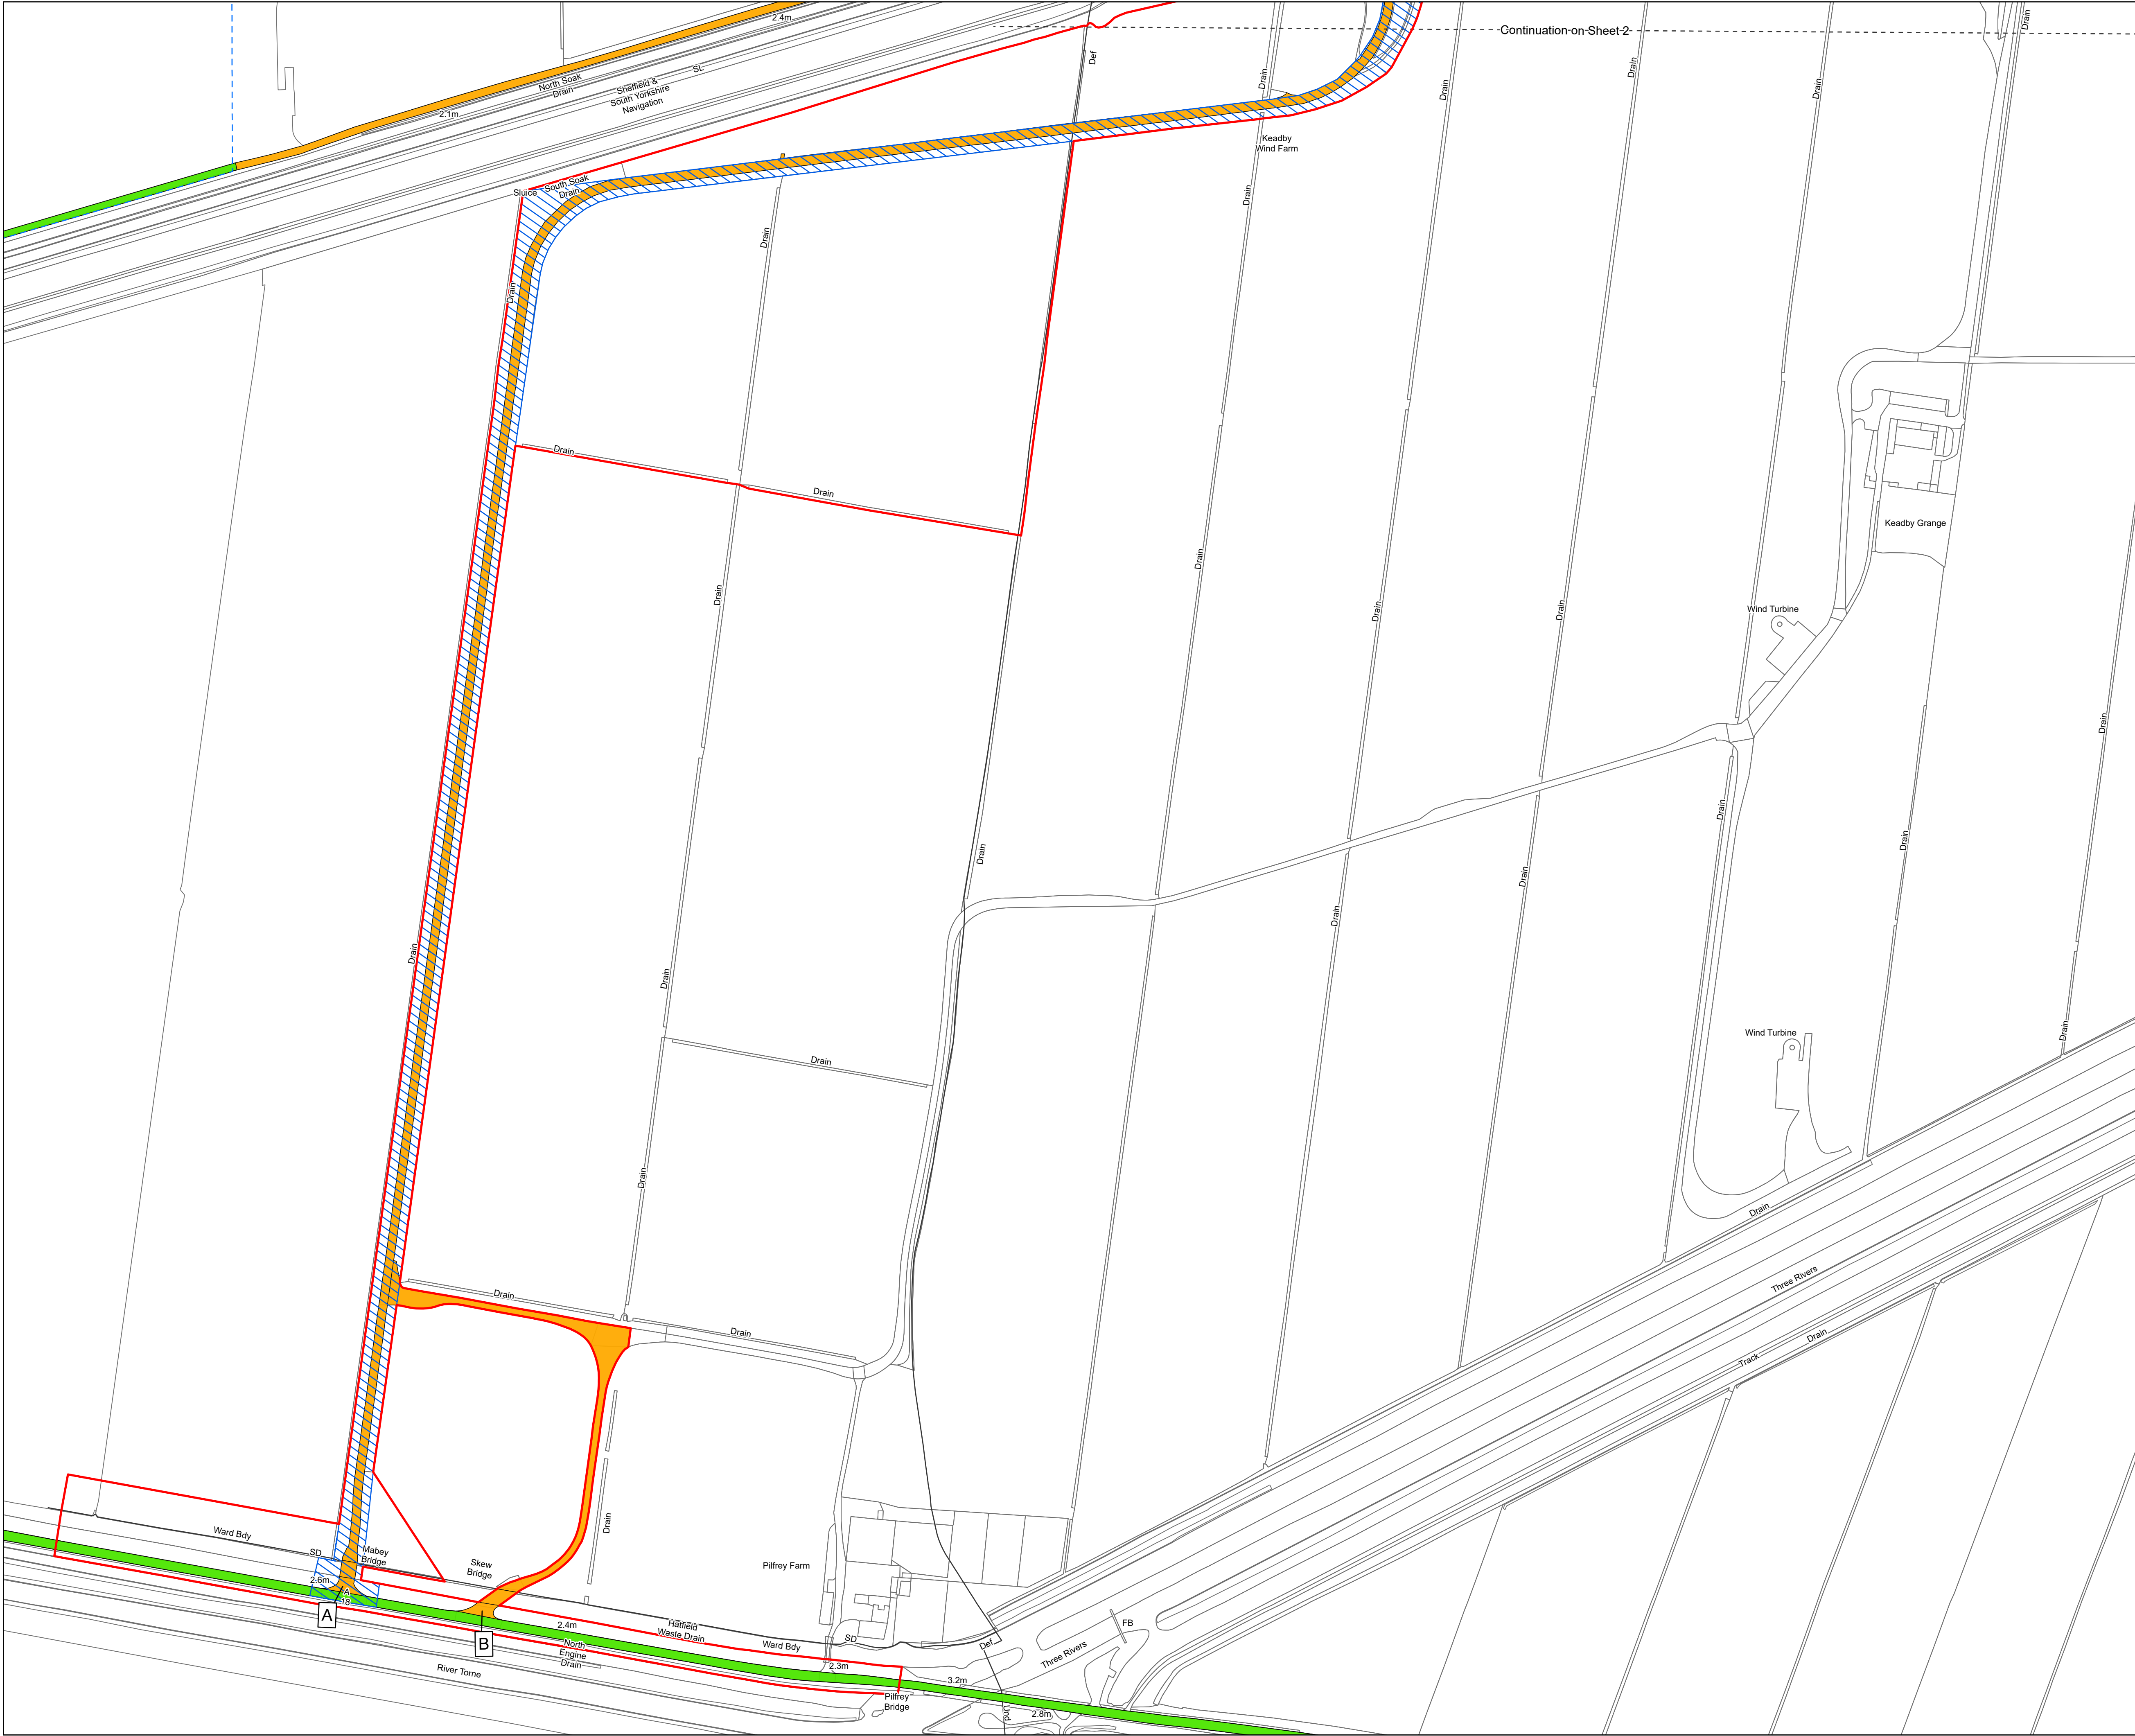 2.4m
Continuation on Sheet 2
Drain
Def
North Soak
Drain
Sheffield &
South Yorkshire
Navigation
SL
2.1m
Drain
Drain
Drain
Drain
Keadby
Wind Farm
South Soak
Drain
Sluice
Drain
Drain
Drain
Drain
Drain
Keadby Grange
Drain
Drain
Drain
Drain
Wind Turbine
Drain
Drain
Drain
Drain
Drain
Drain
Drain
Drain
Drain
Wind Turbine
Drain
Drain
Drain
Drain
Three Rivers
Drain
Drain
Drain
Track
Drain
Ward Bdy
SD
Mabey
Bridge
Skew
Bridge
Pilfrey Farm
2.6m
A
18
A
B
2.4m
Hatfield
Waste Drain
Ward Bdy
SD
Def
Three Rivers
FB
North
Engine
Drain
River Torne
2.3m
3.2m
Pilfrey
Bridge
Und
2.8m